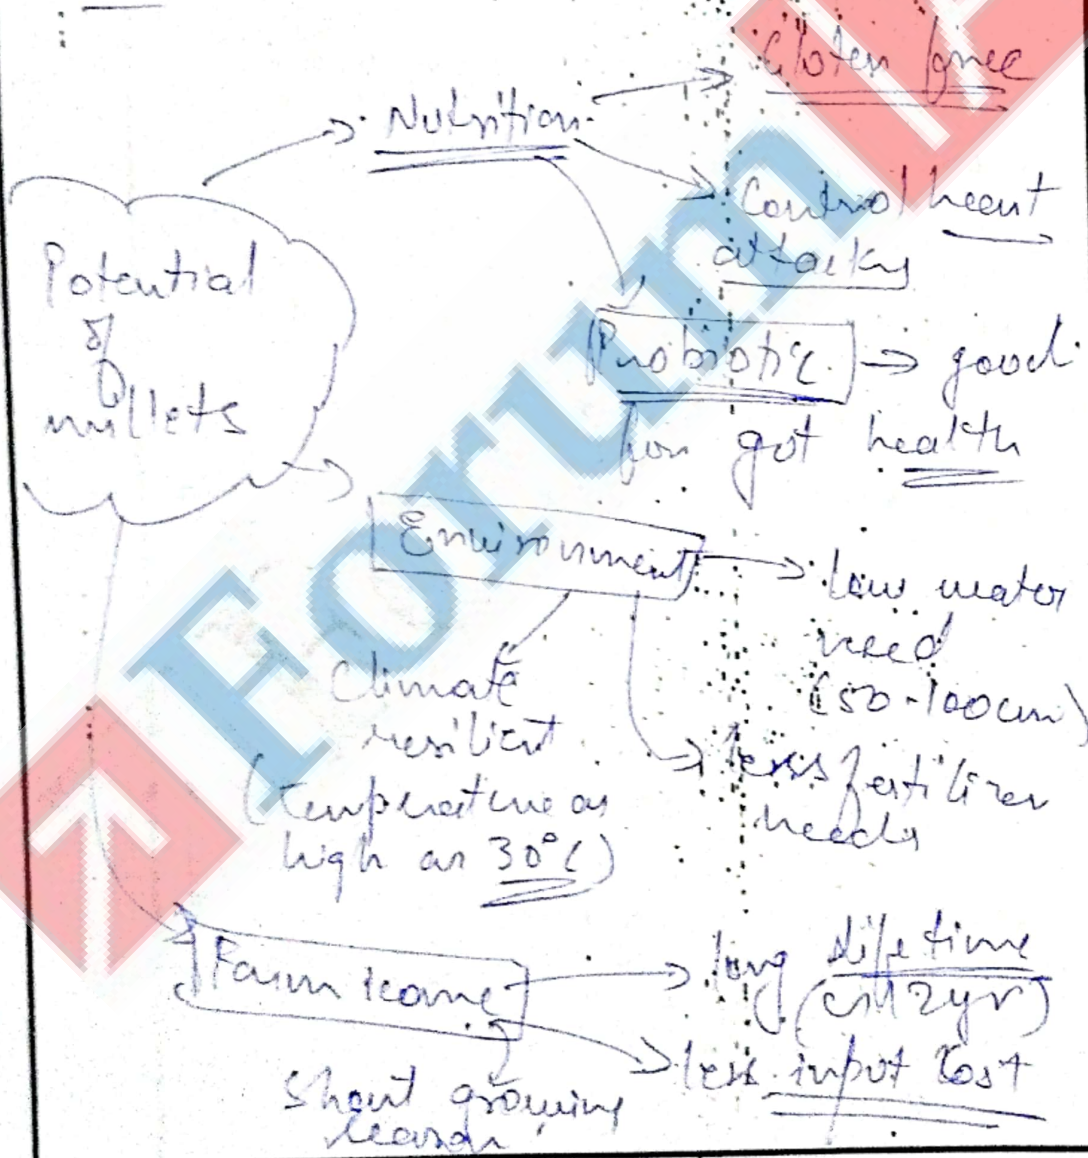 Gluten free
Nutrition
Control heart
attacks
Potential
of
millets
Probiotic → good
for gut health
Environment
low water
need
(50-100cm)
Climate
resilient
(temperature as
high as 30°C)
less fertilizer
needs
Farm
long life time
2yr)
less input cost
Short growing
season
ForumIA